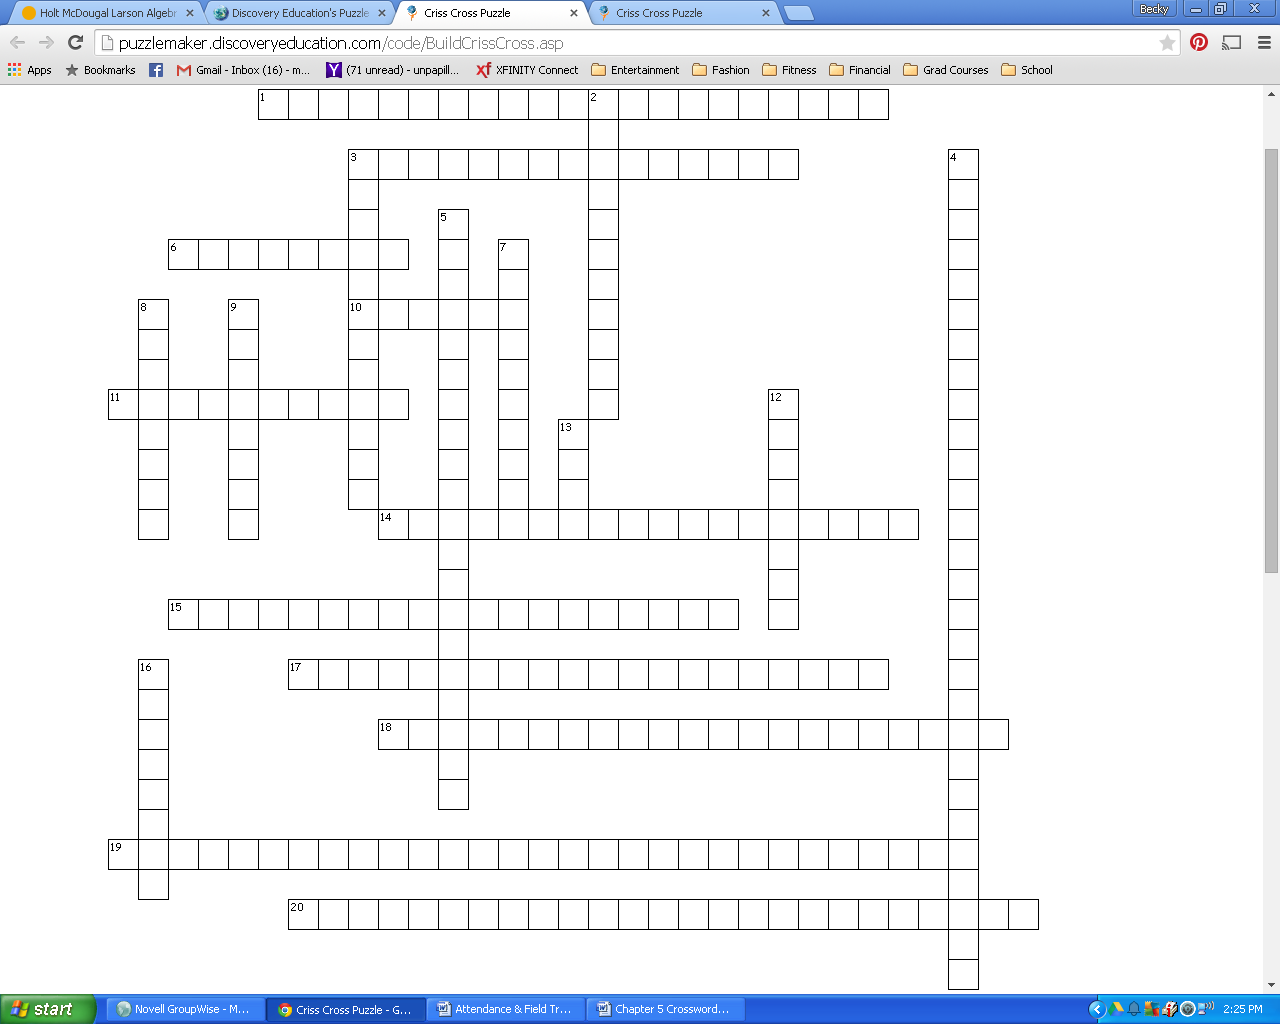 Holt McDougal Larson Algebr
Discovery Education's Puzzle
Criss Cross Puzzle
Criss Cross Puzzle
Becky
puzzlemaker.discoveryeducation.com/code/BuildCrissCross.asp
Apps
Bookmarks
Gmail - Inbox (16) - m...
(71 unread) - unpapill...
XFINITY Connect
Entertainment
Fashion
Fitness
Financial
Grad Courses
School
1 2
3 4
5
6 7
8 9 10
11 12
13
14
15
16 17
18
19
20
start
Novell GroupWise - M...
Criss Cross Puzzle - G...
Attendance & Field Tr...
Chapter 5 Crossword...
2:25 PM